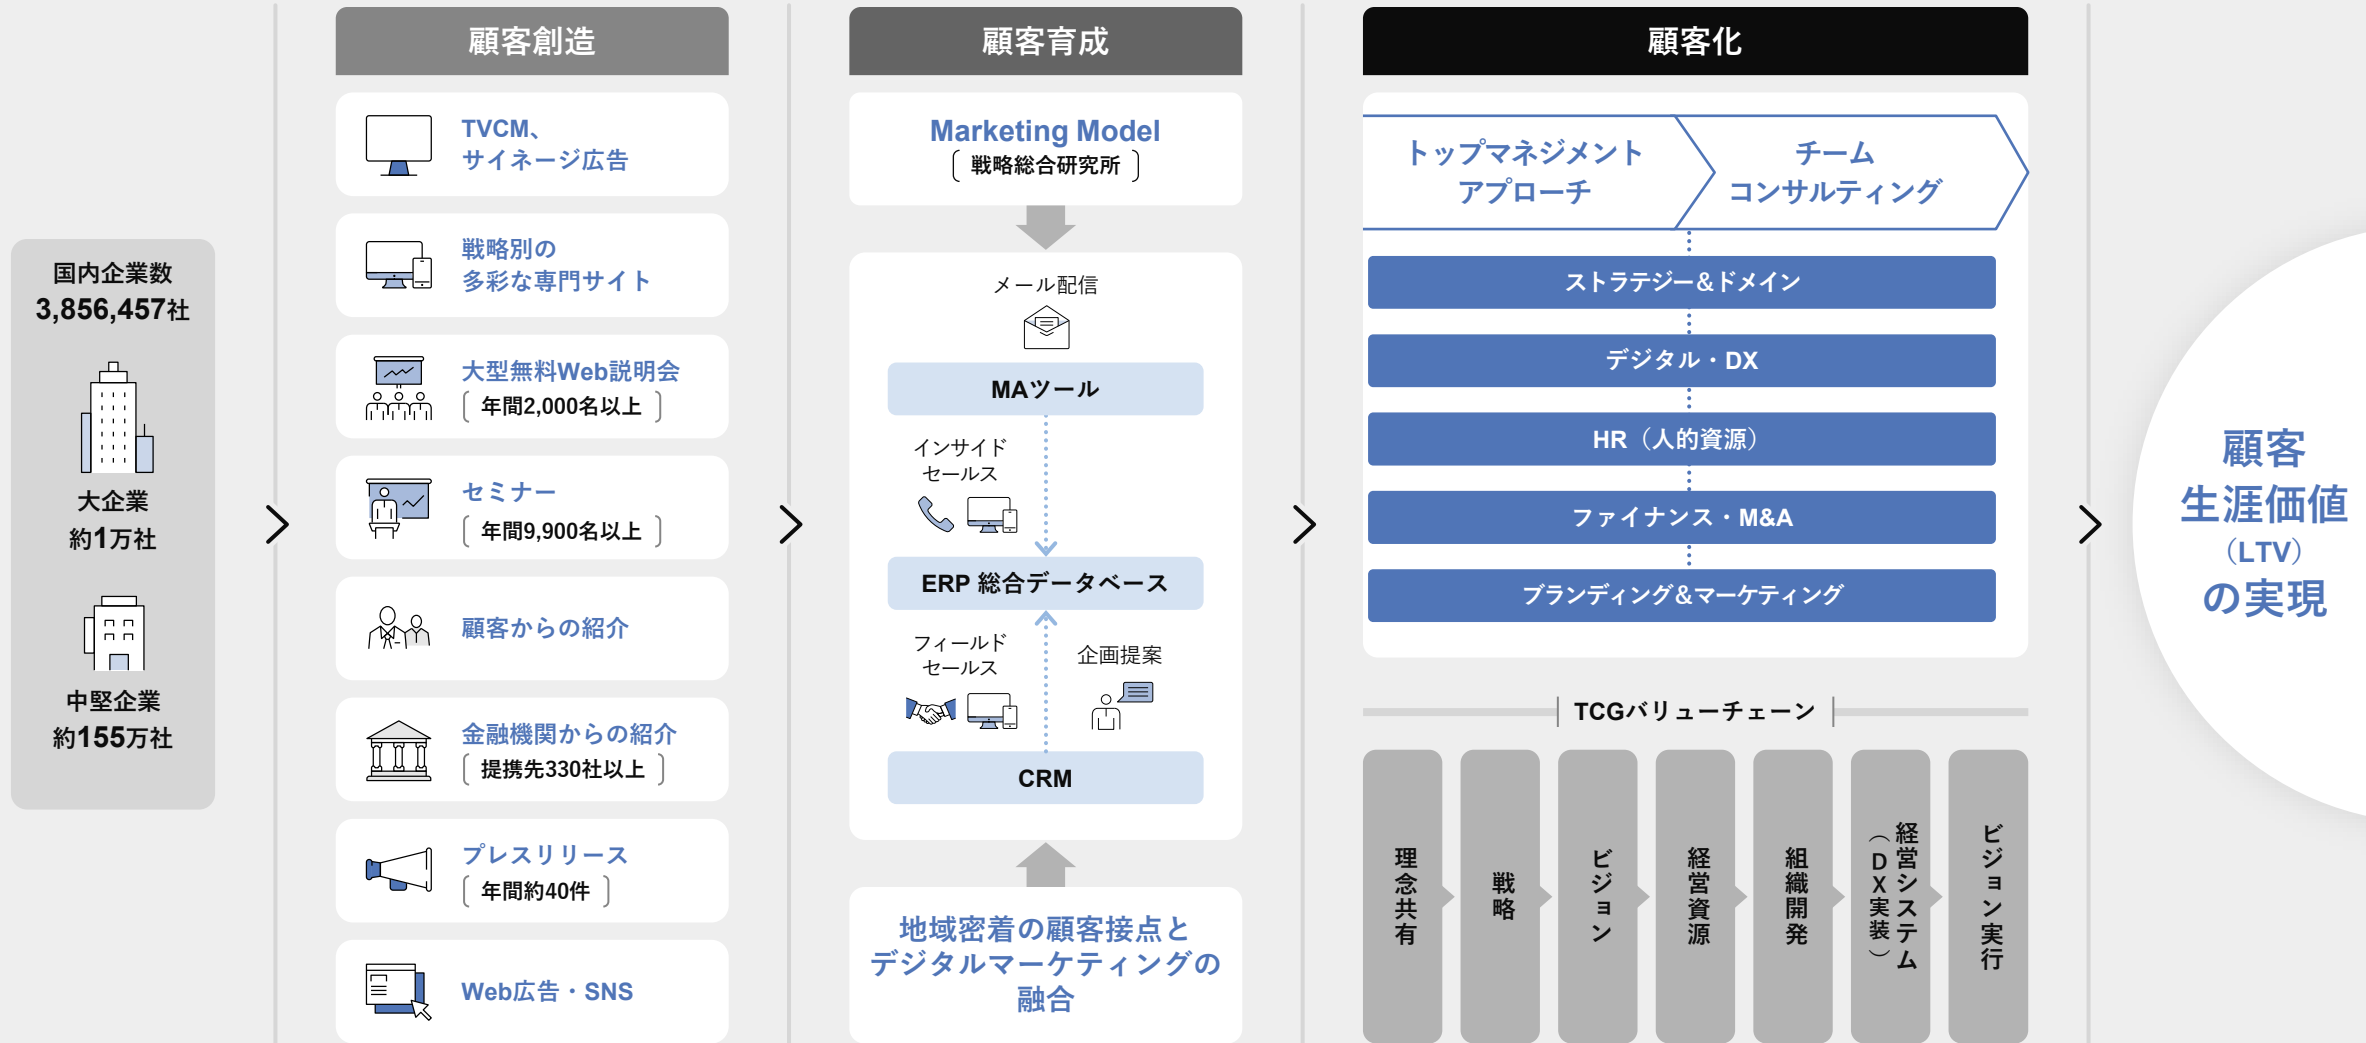 国内企業数
3,856,457社
大企業
約1万社
中堅企業
約155万社
顧客創造
TVCM、
サイネージ広告
戦略別の
多彩な専門サイト
大型無料Web説明会
年間2,000名以上
セミナー
年間9,900名以上
顧客からの紹介
金融機関からの紹介
提携先330社以上
プレスリリース
年間約40件
Web広告・SNS
顧客育成
Marketing Model
戦略総合研究所
メール配信
MAツール
インサイド
セールス
ERP 総合データベース
フィールド
セールス
企画提案
CRM
地域密着の顧客接点と
デジタルマーケティングの
融合
顧客化
トップマネジメント
アプローチ
チーム
コンサルティング
ストラテジー&ドメイン
デジタル・DX
HR（人的資源）
ファイナンス・M&A
ブランディング&マーケティング
TCGバリューチェーン
理念共有
戦略
ビジョン
経営資源
組織開発
経営システム
（DX実装）
ビジョン実行
顧客
生涯価値
（LTV）
の実現